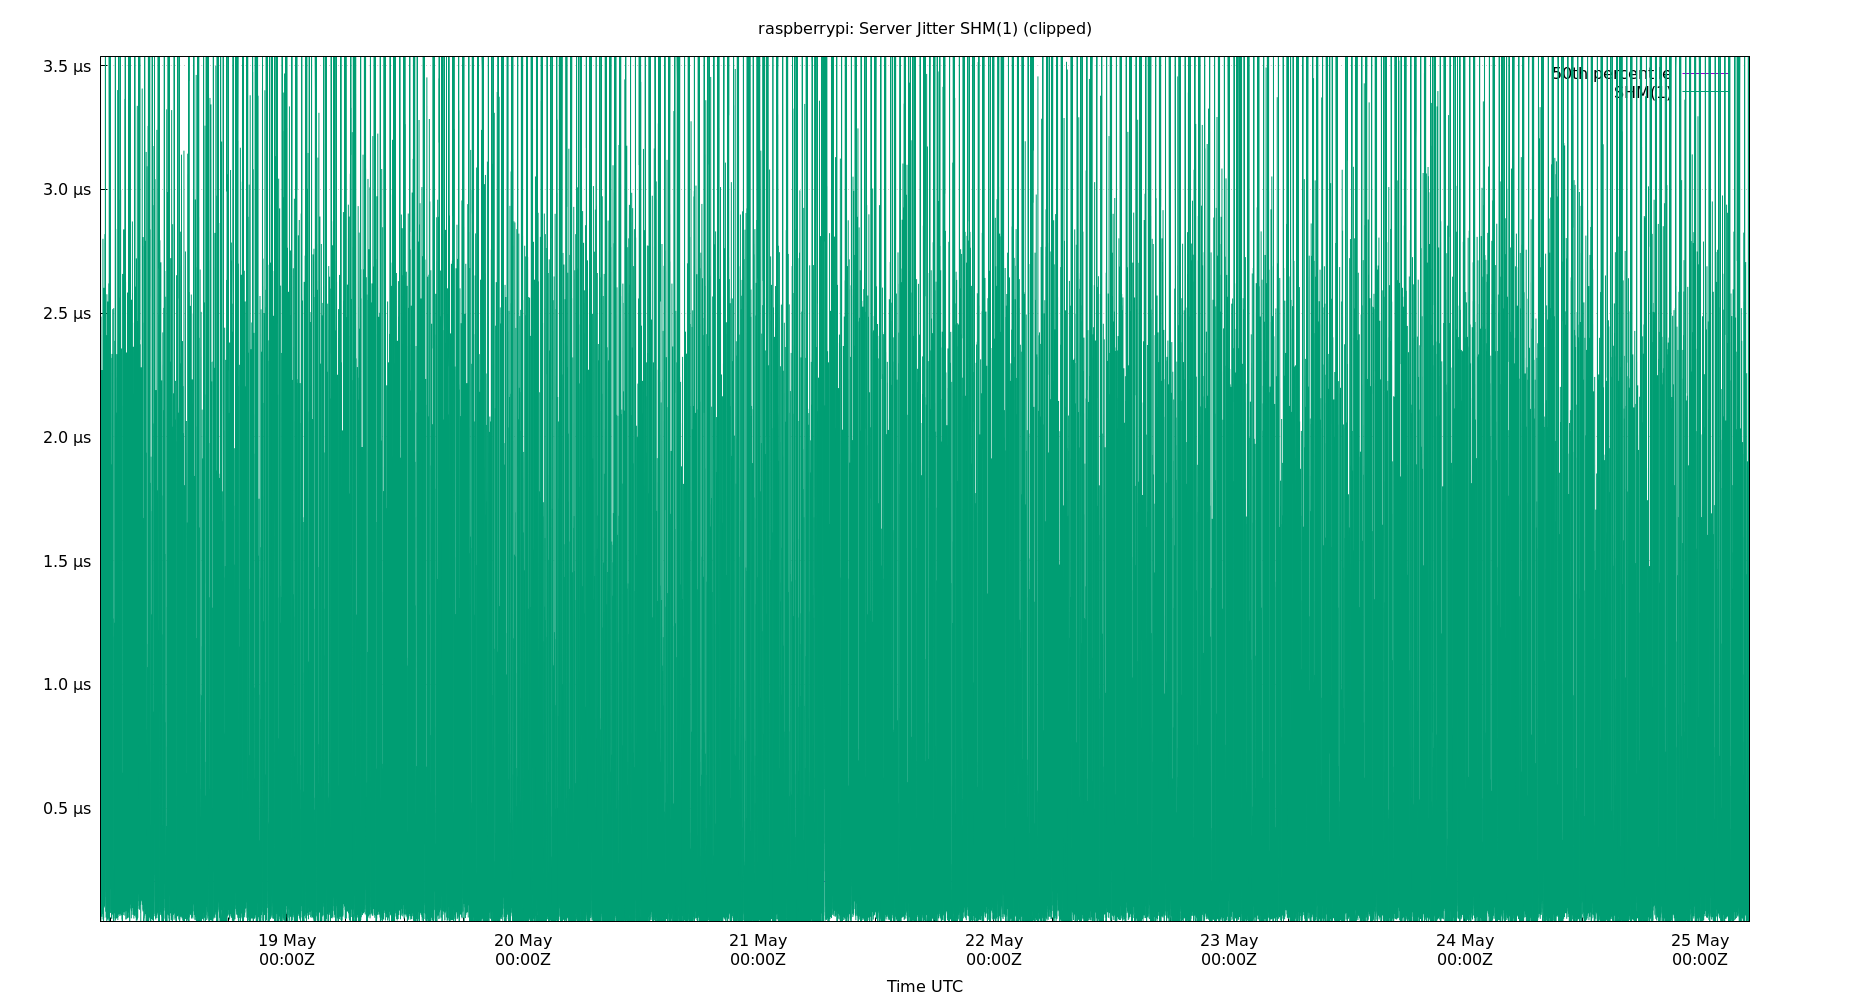 raspberrypi: Server Jitter SHM(1) (clipped)
50th percentile
SHM(1)
3.5 µs
3.0 µs
2.5 µs
2.0 µs
1.5 µs
1.0 µs
0.5 µs
19 May 20 May 21 May 22 May 23 May 24 May 25 May
00:00Z 00:00Z 00:00Z 00:00Z 00:00Z 00:00Z 00:00Z
Time UTC